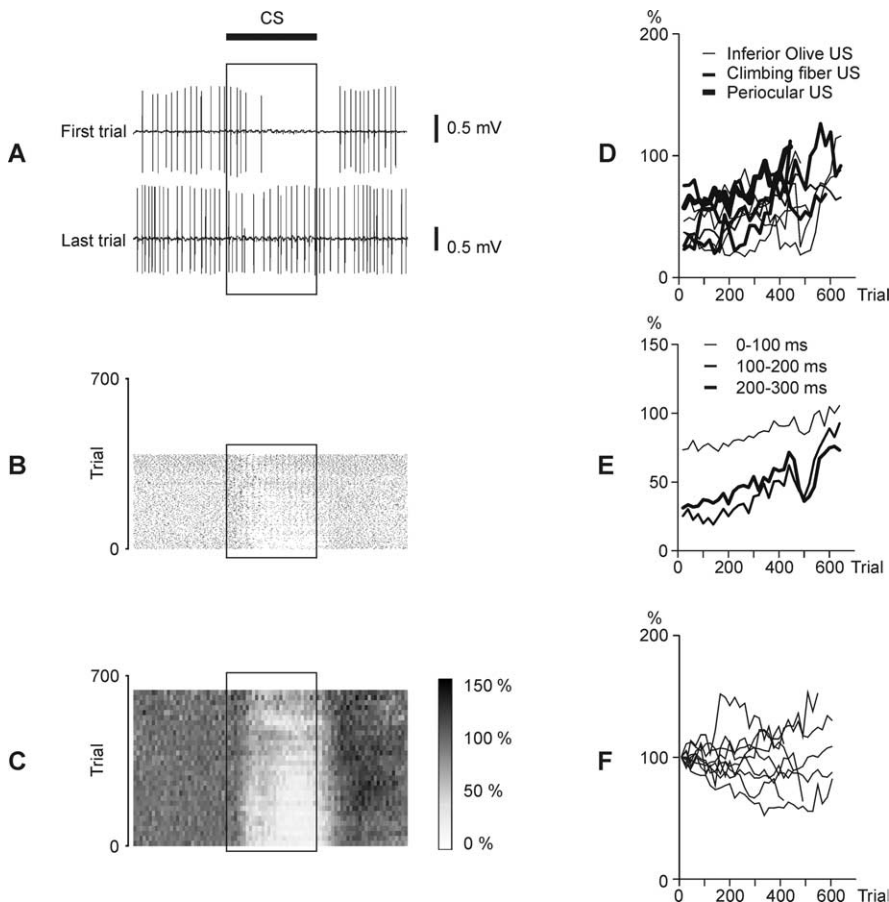 CS
A
First trial
0.5 mV
Last trial
0.5 mV
B
700
Trial
0
C
700
Trial
0
150 %
100 %
50 %
0 %
D
%
200
100
0
Inferior Olive US
Climbing fiber US
Periocular US
0 200 400 600 Trial
E
%
150
100
50
0
0-100 ms
100-200 ms
200-300 ms
0 200 400 600 Trial
F
%
200
100
0
0 200 400 600 Trial